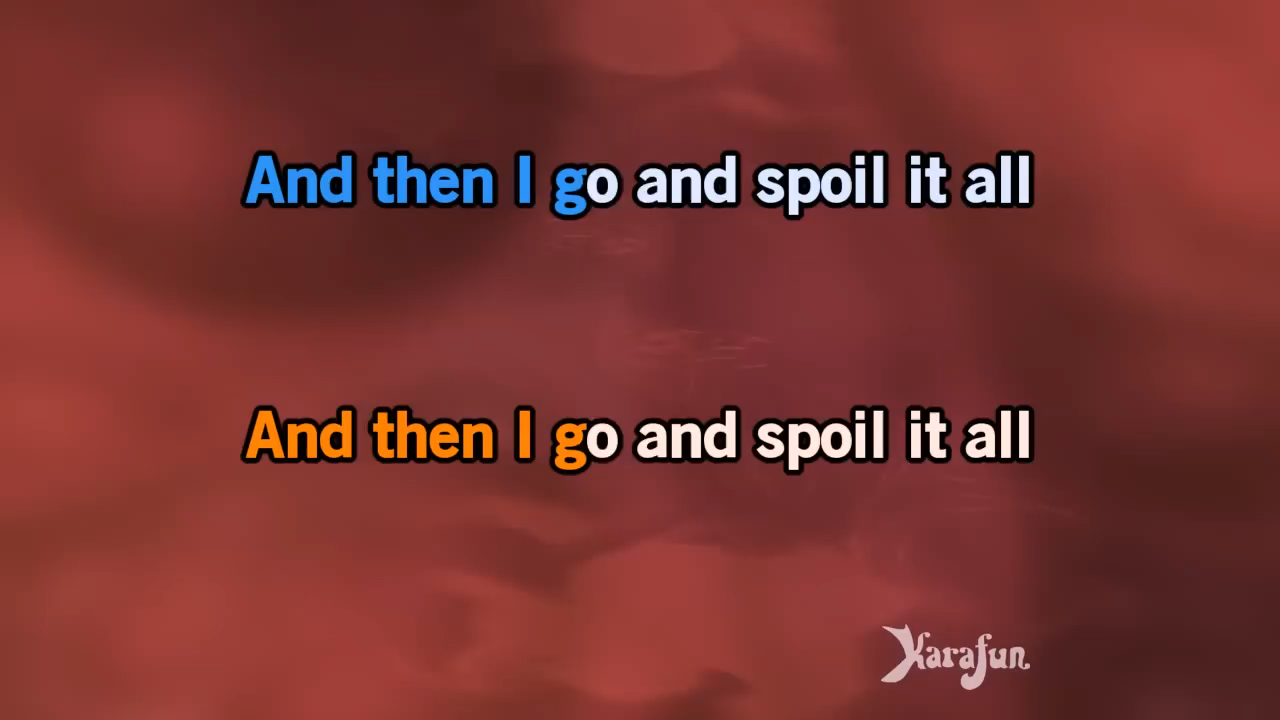 And then I go and spoil it all
And then I go and spoil it all
Karafun